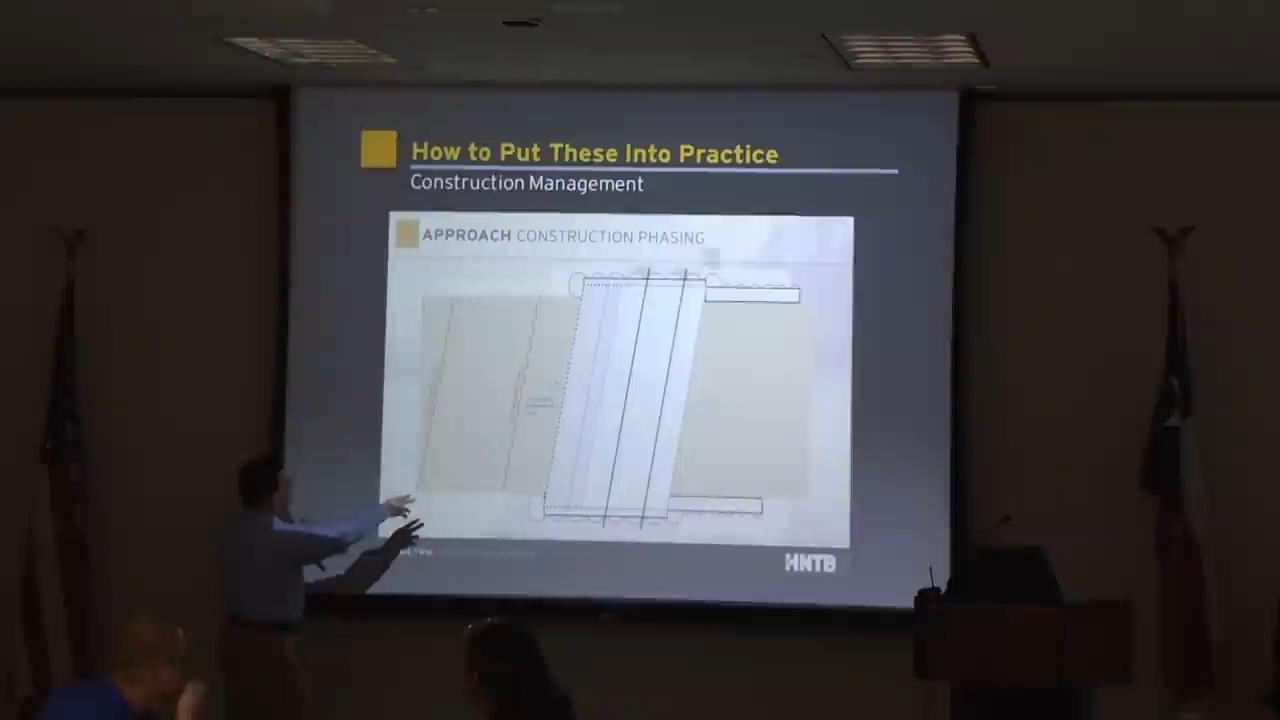 How to Put These Into Practice
Construction Management
APPROACH CONSTRUCTION PHASING
HNTB